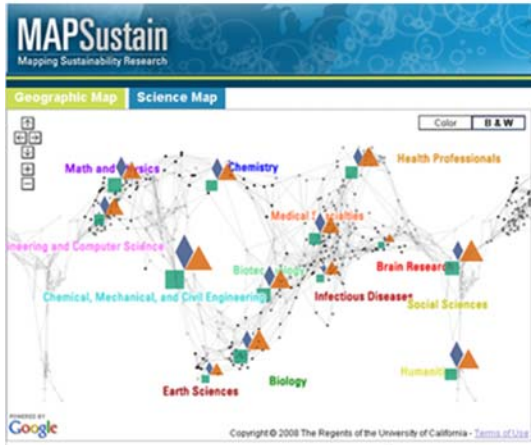 MAPSustain
Mapping Sustainability Research
Geographic Map
Science Map
Color
B & W
Math and Physics
Chemistry
Health Professionals
Medical Specialties
ineering and Computer Science
Biotechnology
Brain Research
Chemical, Mechanical, and Civil Engineering
Infectious Diseases
Social Sciences
Humanities
Earth Sciences
Biology
POWERED BY
Google
Copyright © 2008 The Regents of the University of California - Terms of Use